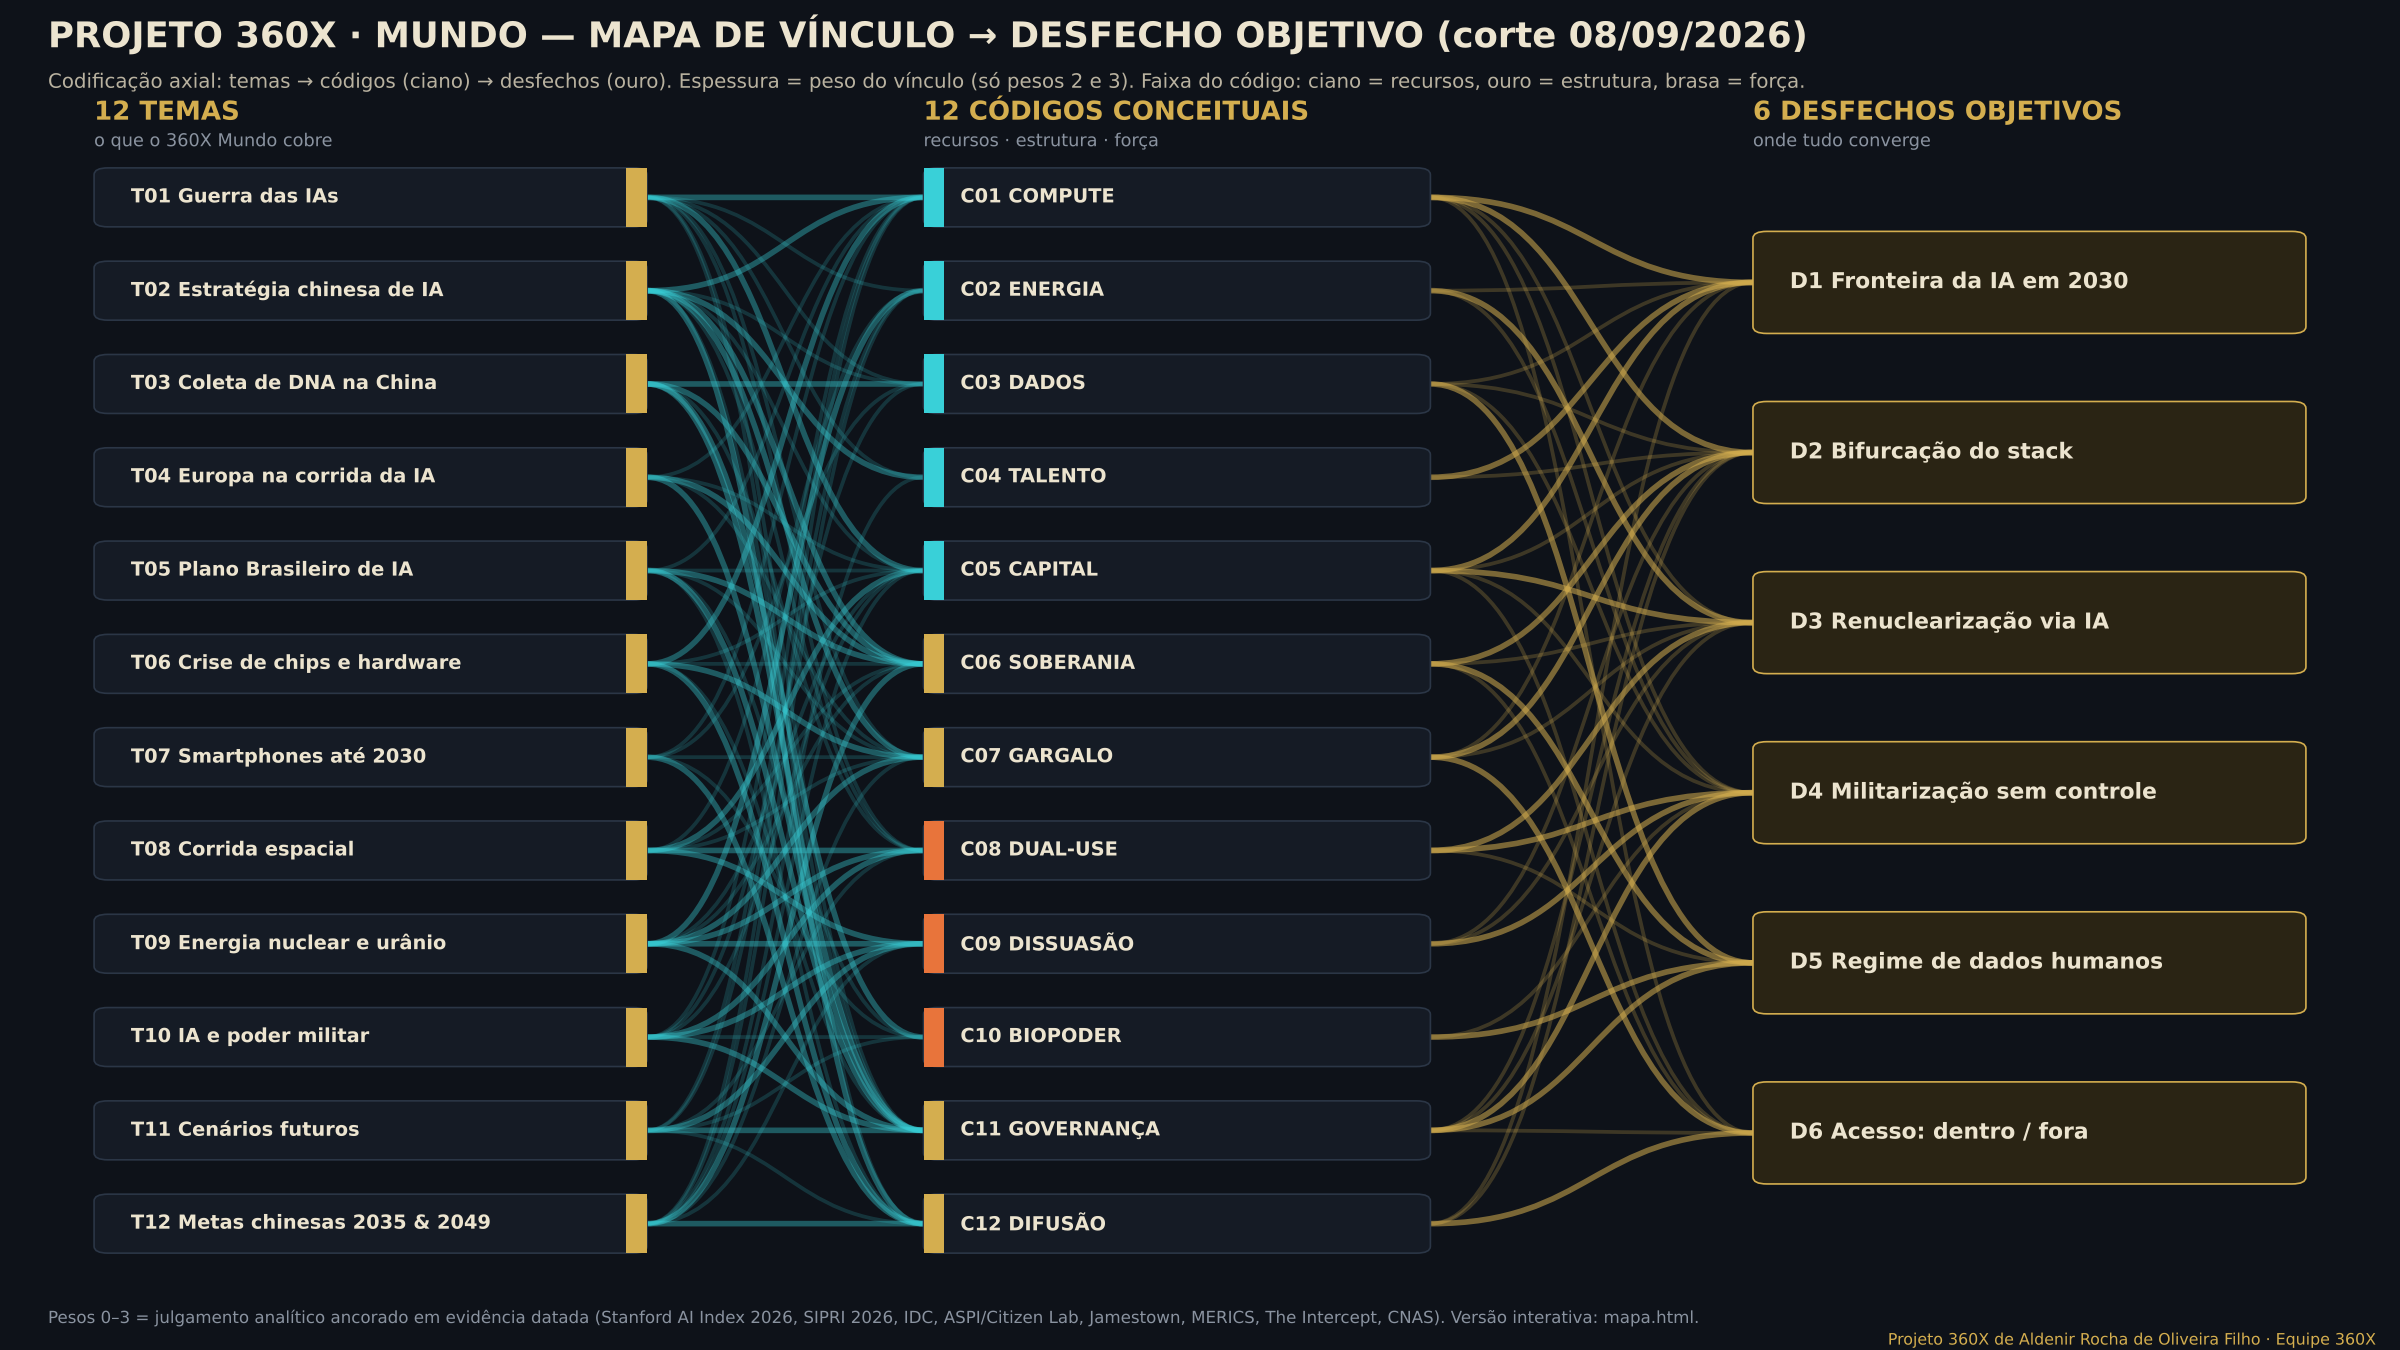 PROJETO 360X · MUNDO — MAPA DE VÍNCULO → DESFECHO OBJETIVO (corte 08/09/2026)
Codificação axial: temas → códigos (ciano) → desfechos (ouro). Espessura = peso do vínculo (só pesos 2 e 3). Faixa do código: ciano = recursos, ouro = estrutura, brasa = força.
12 TEMAS
o que o 360X Mundo cobre
T01 Guerra das IAs
T02 Estratégia chinesa de IA
T03 Coleta de DNA na China
T04 Europa na corrida da IA
T05 Plano Brasileiro de IA
T06 Crise de chips e hardware
T07 Smartphones até 2030
T08 Corrida espacial
T09 Energia nuclear e urânio
T10 IA e poder militar
T11 Cenários futuros
T12 Metas chinesas 2035 & 2049
12 CÓDIGOS CONCEITUAIS
recursos · estrutura · força
C01 COMPUTE
C02 ENERGIA
C03 DADOS
C04 TALENTO
C05 CAPITAL
C06 SOBERANIA
C07 GARGALO
C08 DUAL-USE
C09 DISSUASÃO
C10 BIOPODER
C11 GOVERNANÇA
C12 DIFUSÃO
6 DESFECHOS OBJETIVOS
onde tudo converge
D1 Fronteira da IA em 2030
D2 Bifurcação do stack
D3 Renuclearização via IA
D4 Militarização sem controle
D5 Regime de dados humanos
D6 Acesso: dentro / fora
Pesos 0–3 = julgamento analítico ancorado em evidência datada (Stanford AI Index 2026, SIPRI 2026, IDC, ASPI/Citizen Lab, Jamestown, MERICS, The Intercept, CNAS). Versão interativa: mapa.html.
Projeto 360X de Aldenir Rocha de Oliveira Filho · Equipe 360X